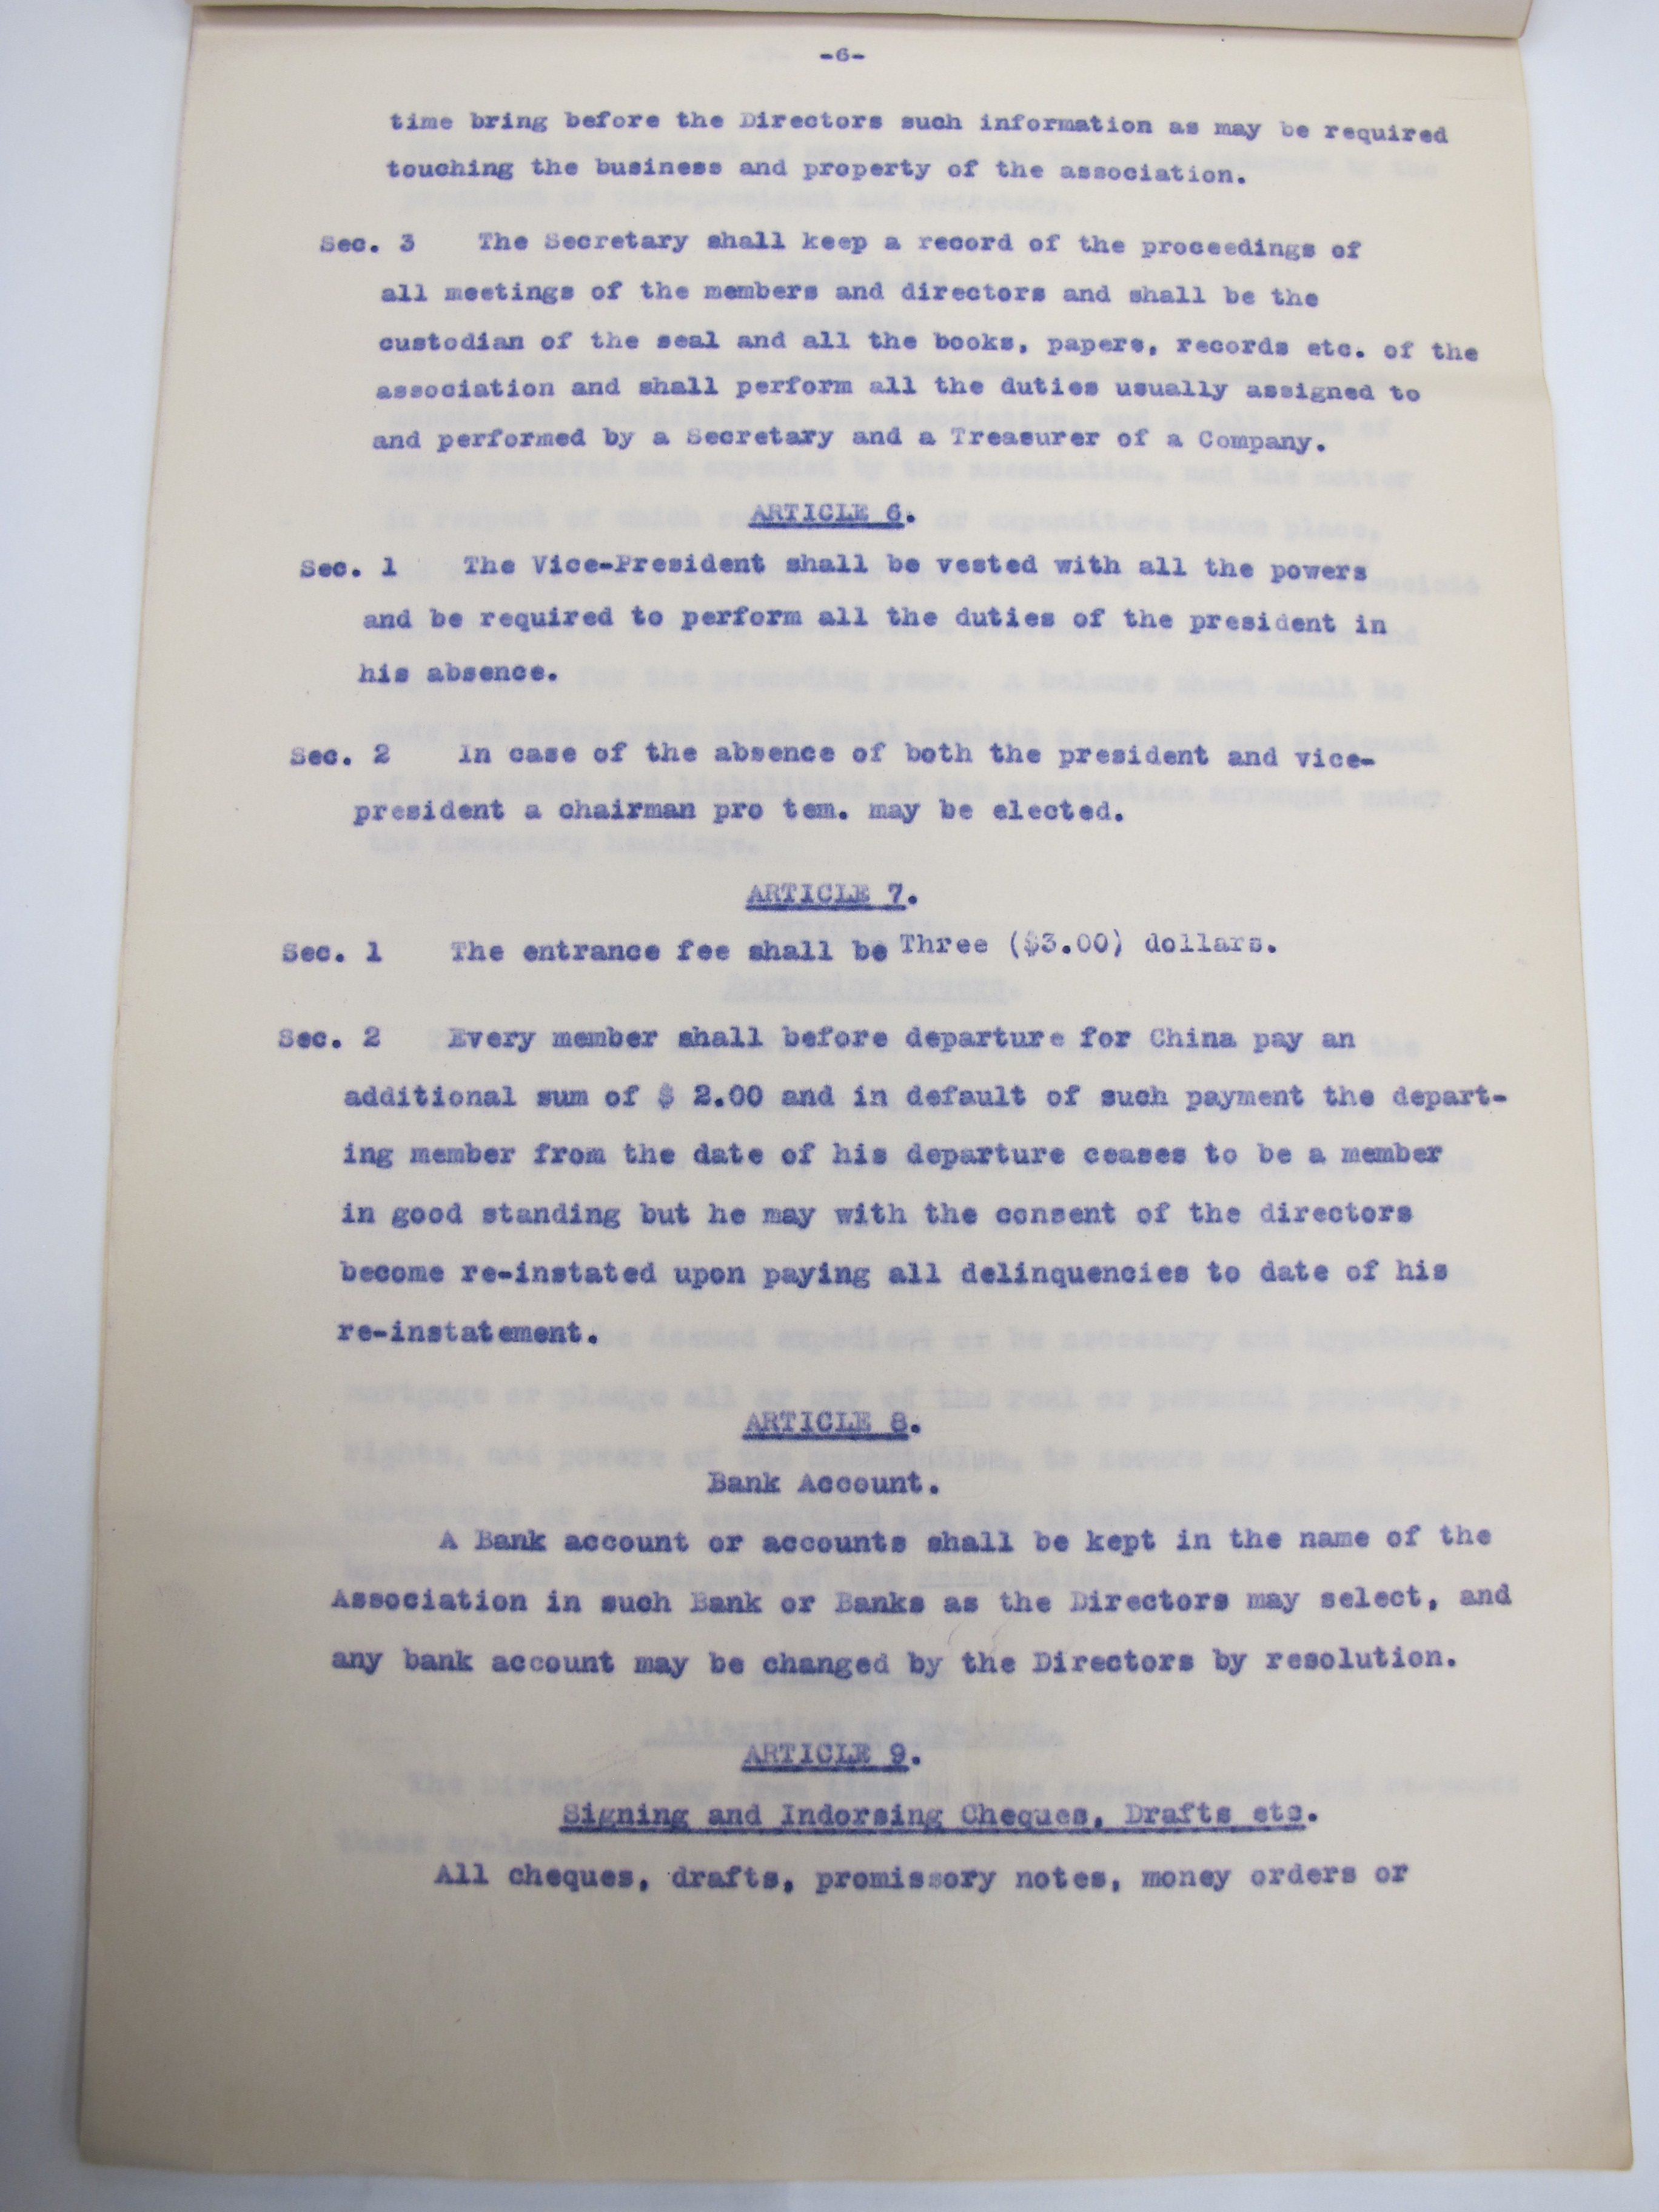 -6-
time bring before the Directors such information as may be required
touching the business and property of the association.
Sec. 3 The Secretary shall keep a record of the proceedings of
all meetings of the members and directors and shall be the
custodian of the seal and all the books, papers, records etc. of the
association and shall perform all the duties usually assigned to
and performed by a Secretary and a Treasurer of a Company.
ARTICLE 6.
Sec. 1 The Vice-President shall be vested with all the powers
and be required to perform all the duties of the president in
his absence.
Sec. 2 In case of the absence of both the president and vice-
president a chairman pro tem. may be elected.
ARTICLE 7.
Sec. 1 The entrance fee shall be Three ($3.00) dollars.
Sec. 2 Every member shall before departure for China pay an
additional sum of $ 2.00 and in default of such payment the depart-
ing member from the date of his departure ceases to be a member
in good standing but he may with the consent of the directors
become re-instated upon paying all delinquencies to date of his
re-instatement.
ARTICLE 8.
Bank Account.
A Bank account or accounts shall be kept in the name of the
Association in such Bank or Banks as the Directors may select, and
any bank account may be changed by the Directors by resolution.
ARTICLE 9.
Signing and Indorsing Cheques, Drafts etc.
All cheques, drafts, promissory notes, money orders or